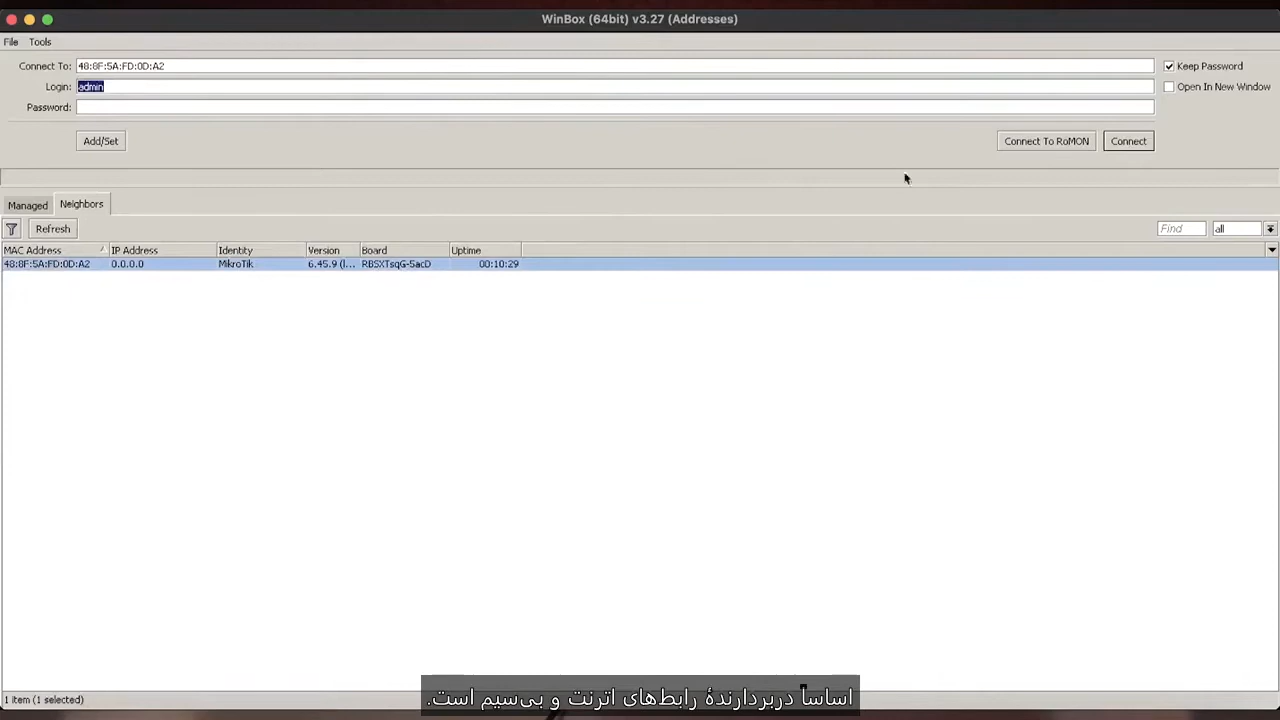 WinBox (64bit) v3.27 (Addresses)
File Tools
Connect To: 48:8F:5A:FD:0D:A2
Keep Password
Login: admin
Open In New Window
Password:
Add/Set
Connect To RoMON
Connect
Managed Neighbors
Refresh
Find
all
MAC Address IP Address Identity Version Board Uptime
48:8F:5A:FD:0D:A2 0.0.0.0 MikroTik 6.45.9 (l... RBSXTsqG-5acD 00:10:29
اساساً دربردارندهٔ رابط‌های اترنت و بی‌سیم است.
1 item (1 selected)